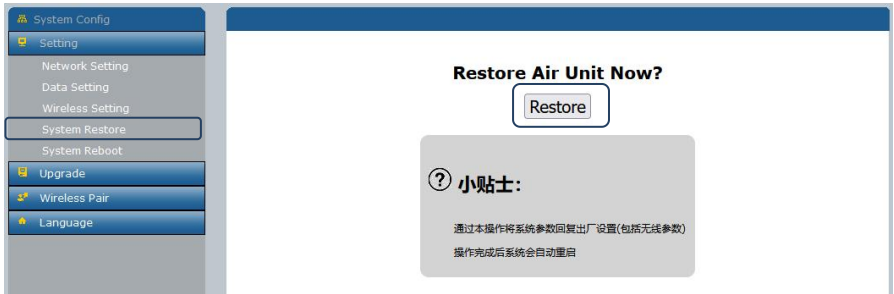 System Config
Setting
Network Setting
Data Setting
Wireless Setting
System Restore
System Reboot
Upgrade
Wireless Pair
Language
Restore Air Unit Now?
Restore
? 小贴士:
通过本操作将系统参数回复出厂设置(包括无线参数)
操作完成后系统会自动重启